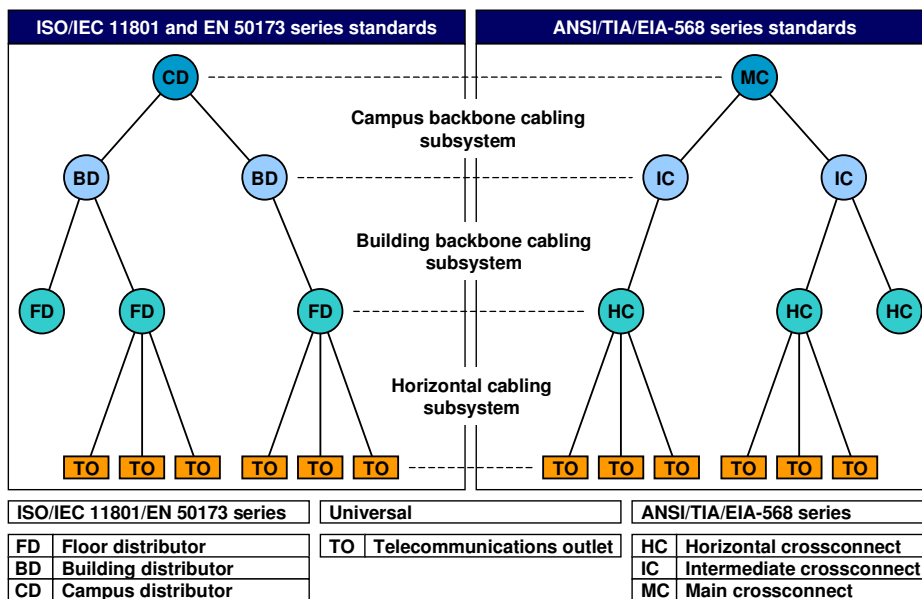 ISO/IEC 11801 and EN 50173 series standards
ANSI/TIA/EIA-568 series standards
CD
MC
Campus backbone cabling
subsystem
BD
BD
IC
IC
Building backbone cabling
subsystem
FD
FD
FD
HC
HC
HC
Horizontal cabling
subsystem
TO
TO
TO
TO
TO
TO
TO
TO
TO
TO
TO
TO
ISO/IEC 11801/EN 50173 series
FD Floor distributor
BD Building distributor
CD Campus distributor
Universal
TO Telecommunications outlet
ANSI/TIA/EIA-568 series
HC Horizontal crossconnect
IC Intermediate crossconnect
MC Main crossconnect